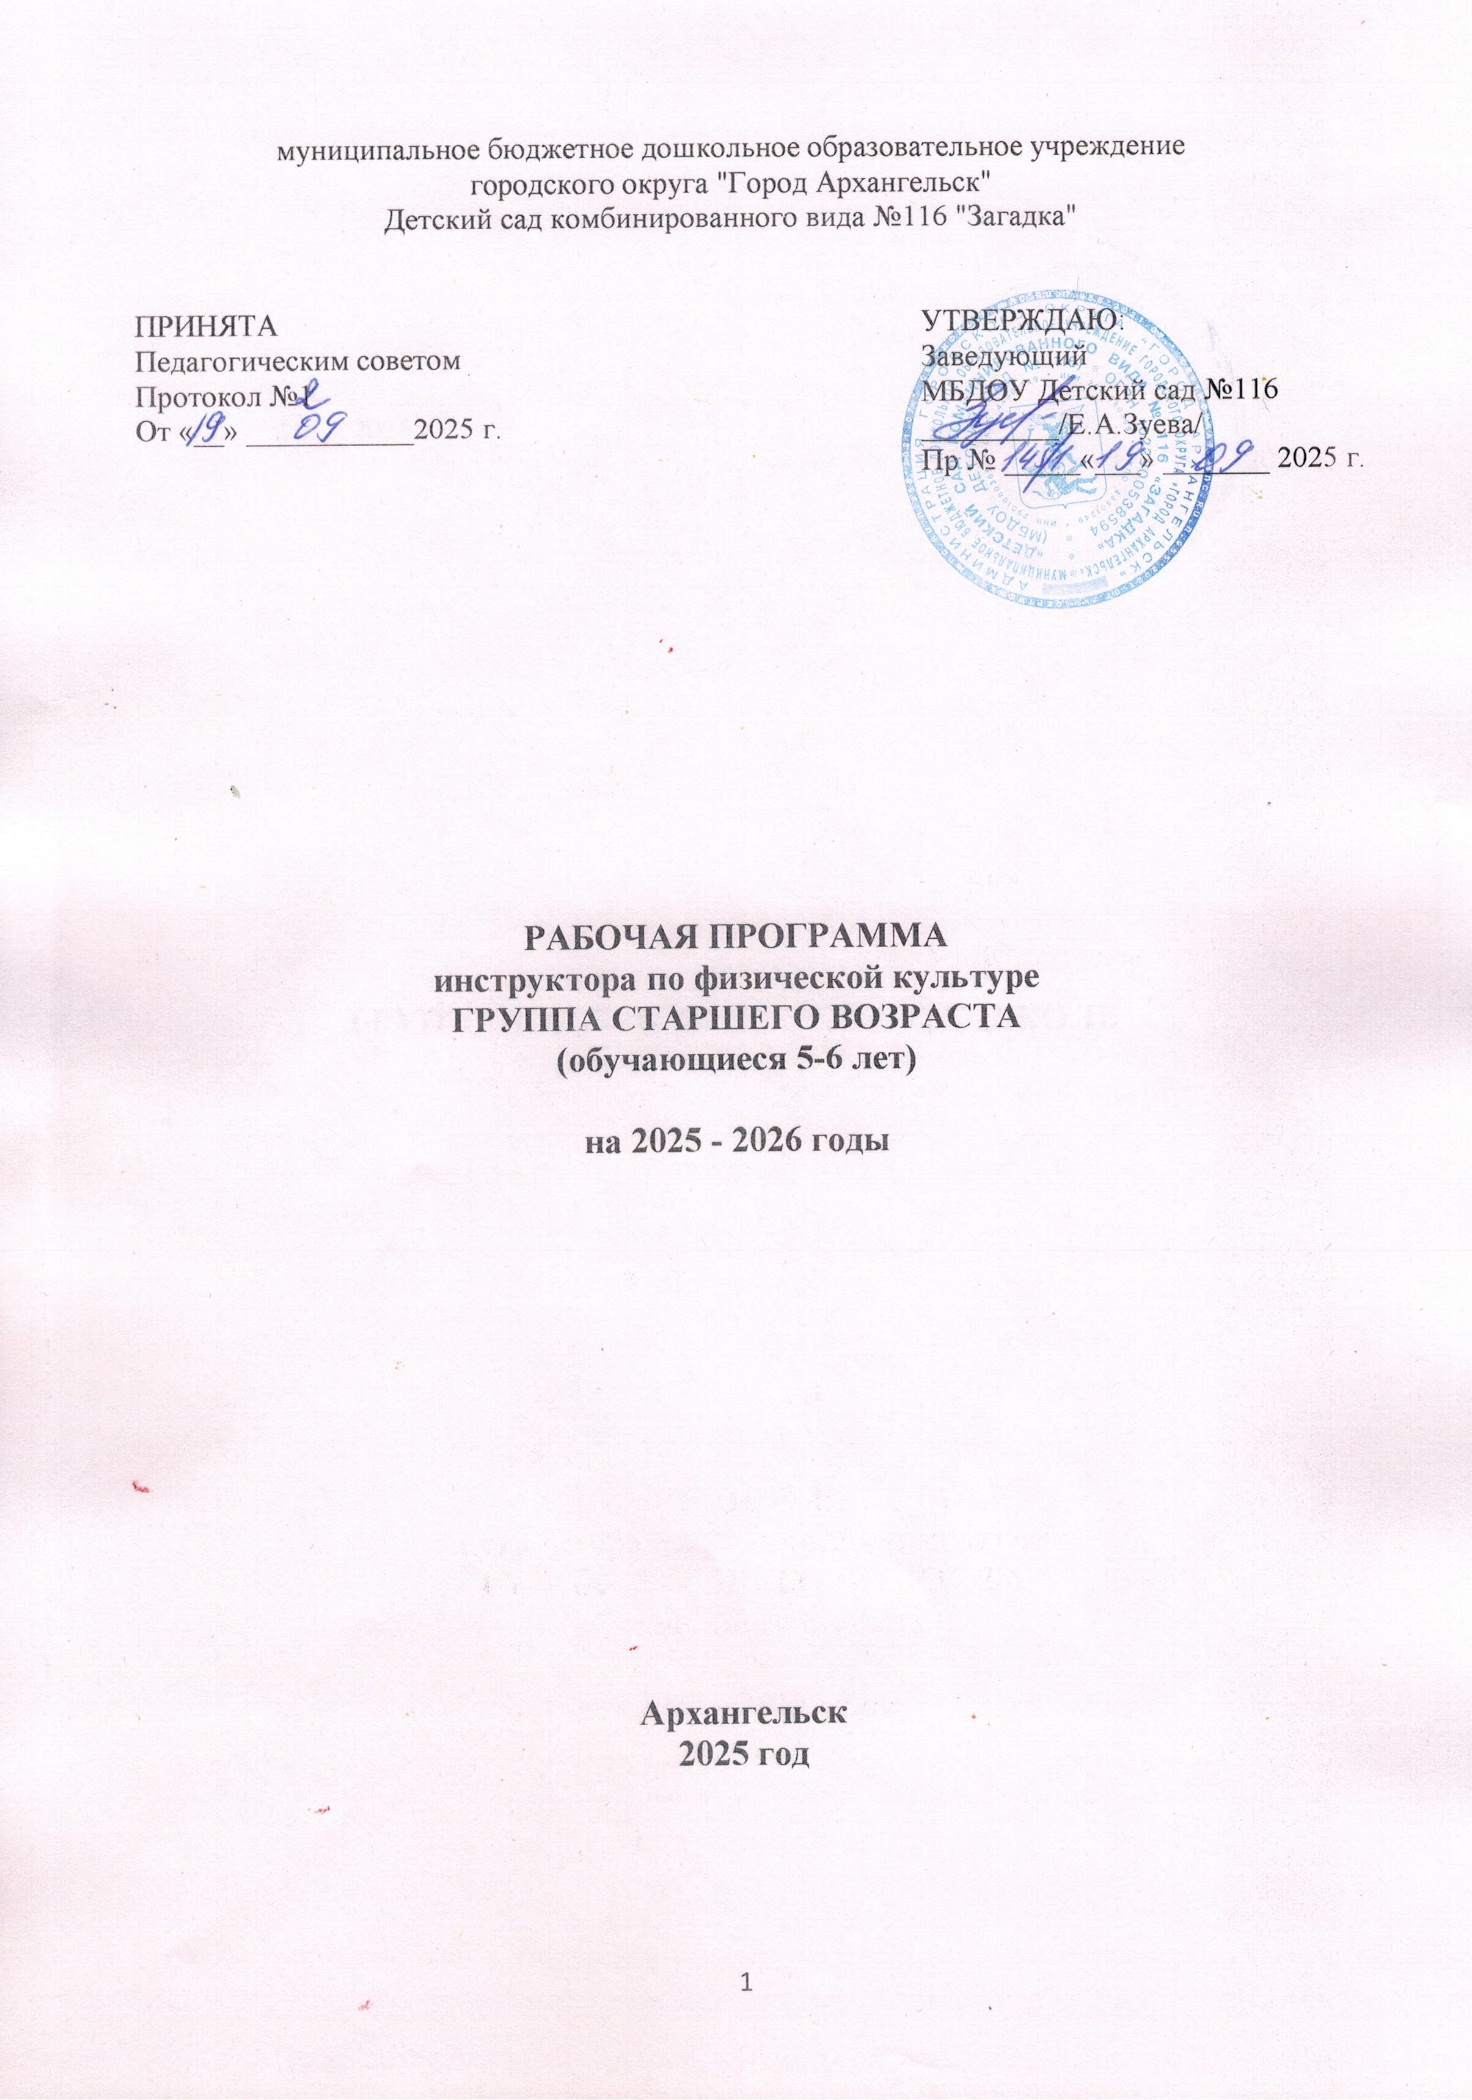 муниципальное бюджетное дошкольное образовательное учреждение
городского округа "Город Архангельск"
Детский сад комбинированного вида №116 "Загадка"
ПРИНЯТА
Педагогическим советом
Протокол №2
От «19» 09 2025 г.
УТВЕРЖДАЮ:
Заведующий
МБДОУ Детский сад №116
/Е.А.Зуева/
Пр № «19» 09 2025 г.
РАБОЧАЯ ПРОГРАММА
инструктора по физической культуре
ГРУППА СТАРШЕГО ВОЗРАСТА
(обучающиеся 5-6 лет)
на 2025 - 2026 годы
Архангельск
2025 год
1